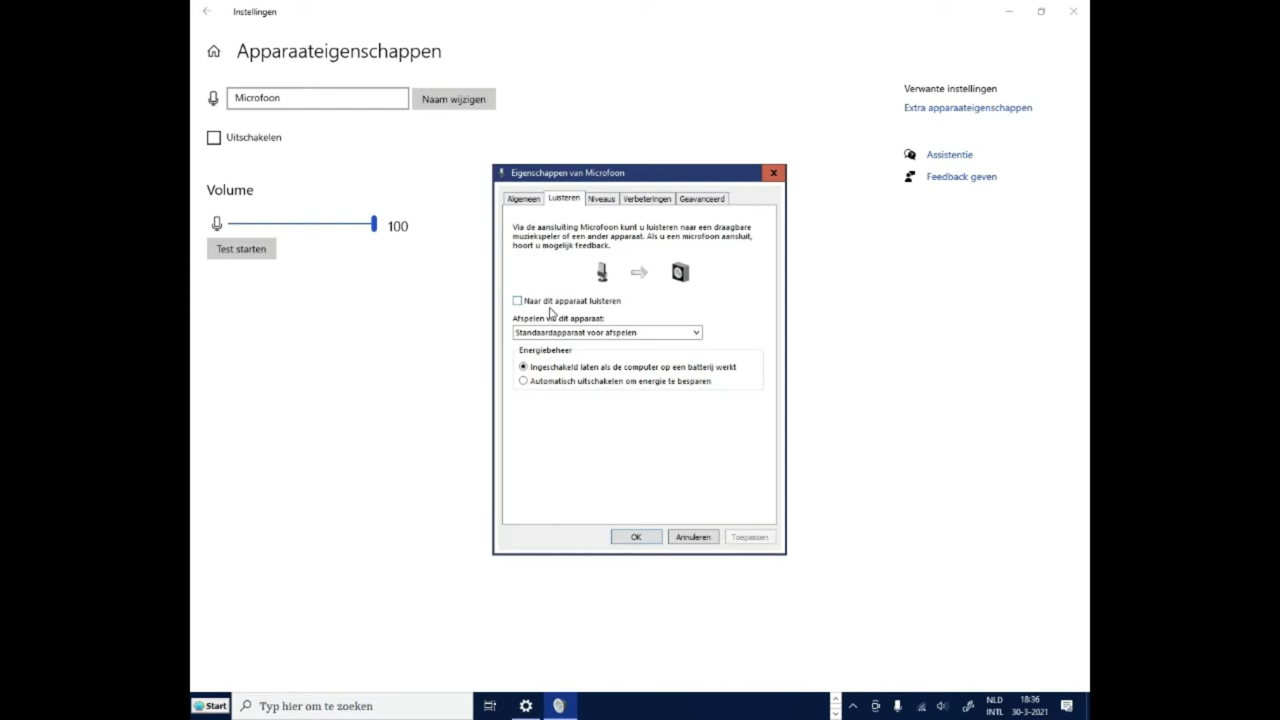 Instellingen
Apparaateigenschappen
Microfoon
Naam wijzigen
Uitschakelen
Volume
100
Test starten
Verwante instellingen
Extra apparaateigenschappen
Assistentie
Feedback geven
Eigenschappen van Microfoon
Algemeen Luisteren Niveaus Verbeteringen Geavanceerd
Via de aansluiting Microfoon kunt u luisteren naar een draagbare
muziekspeler of een ander apparaat. Als u een microfoon aansluit,
hoort u mogelijk feedback.
Naar dit apparaat luisteren
Afspelen via dit apparaat:
Standaardapparaat voor afspelen
Energiebeheer
Ingeschakeld laten als de computer op een batterij werkt
Automatisch uitschakelen om energie te besparen
OK Annuleren Toepassen
Start
Typ hier om te zoeken
NLD
INTL
18:36
30-3-2021